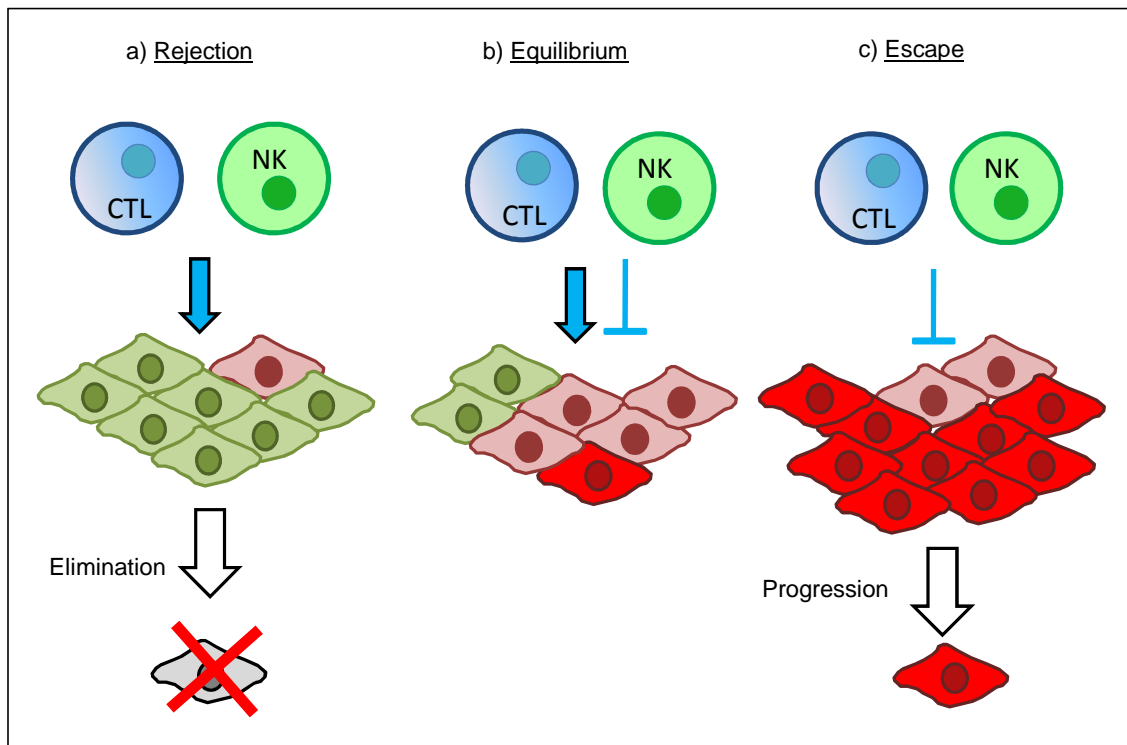 a) Rejection
b) Equilibrium
c) Escape
CTL
NK
CTL
NK
CTL
NK
Elimination
Progression